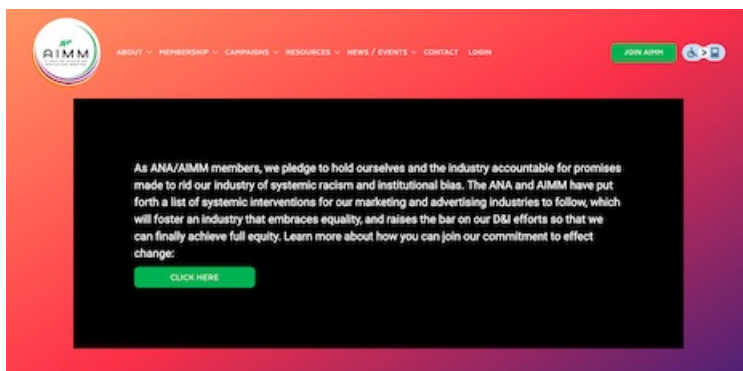 AIMM
ABOUT
MEMBERSHIP
CAMPAIGNS
RESOURCES
NEWS / EVENTS
CONTACT
LOGIN
JOIN AIMM
As ANA/AIMM members, we pledge to hold ourselves and the industry accountable for promises
made to rid our industry of systemic racism and institutional bias. The ANA and AIMM have put
forth a list of systemic interventions for our marketing and advertising industries to follow, which
will foster an industry that embraces equality, and raises the bar on our D&I efforts so that we
can finally achieve full equity. Learn more about how you can join our commitment to effect
change:
CLICK HERE